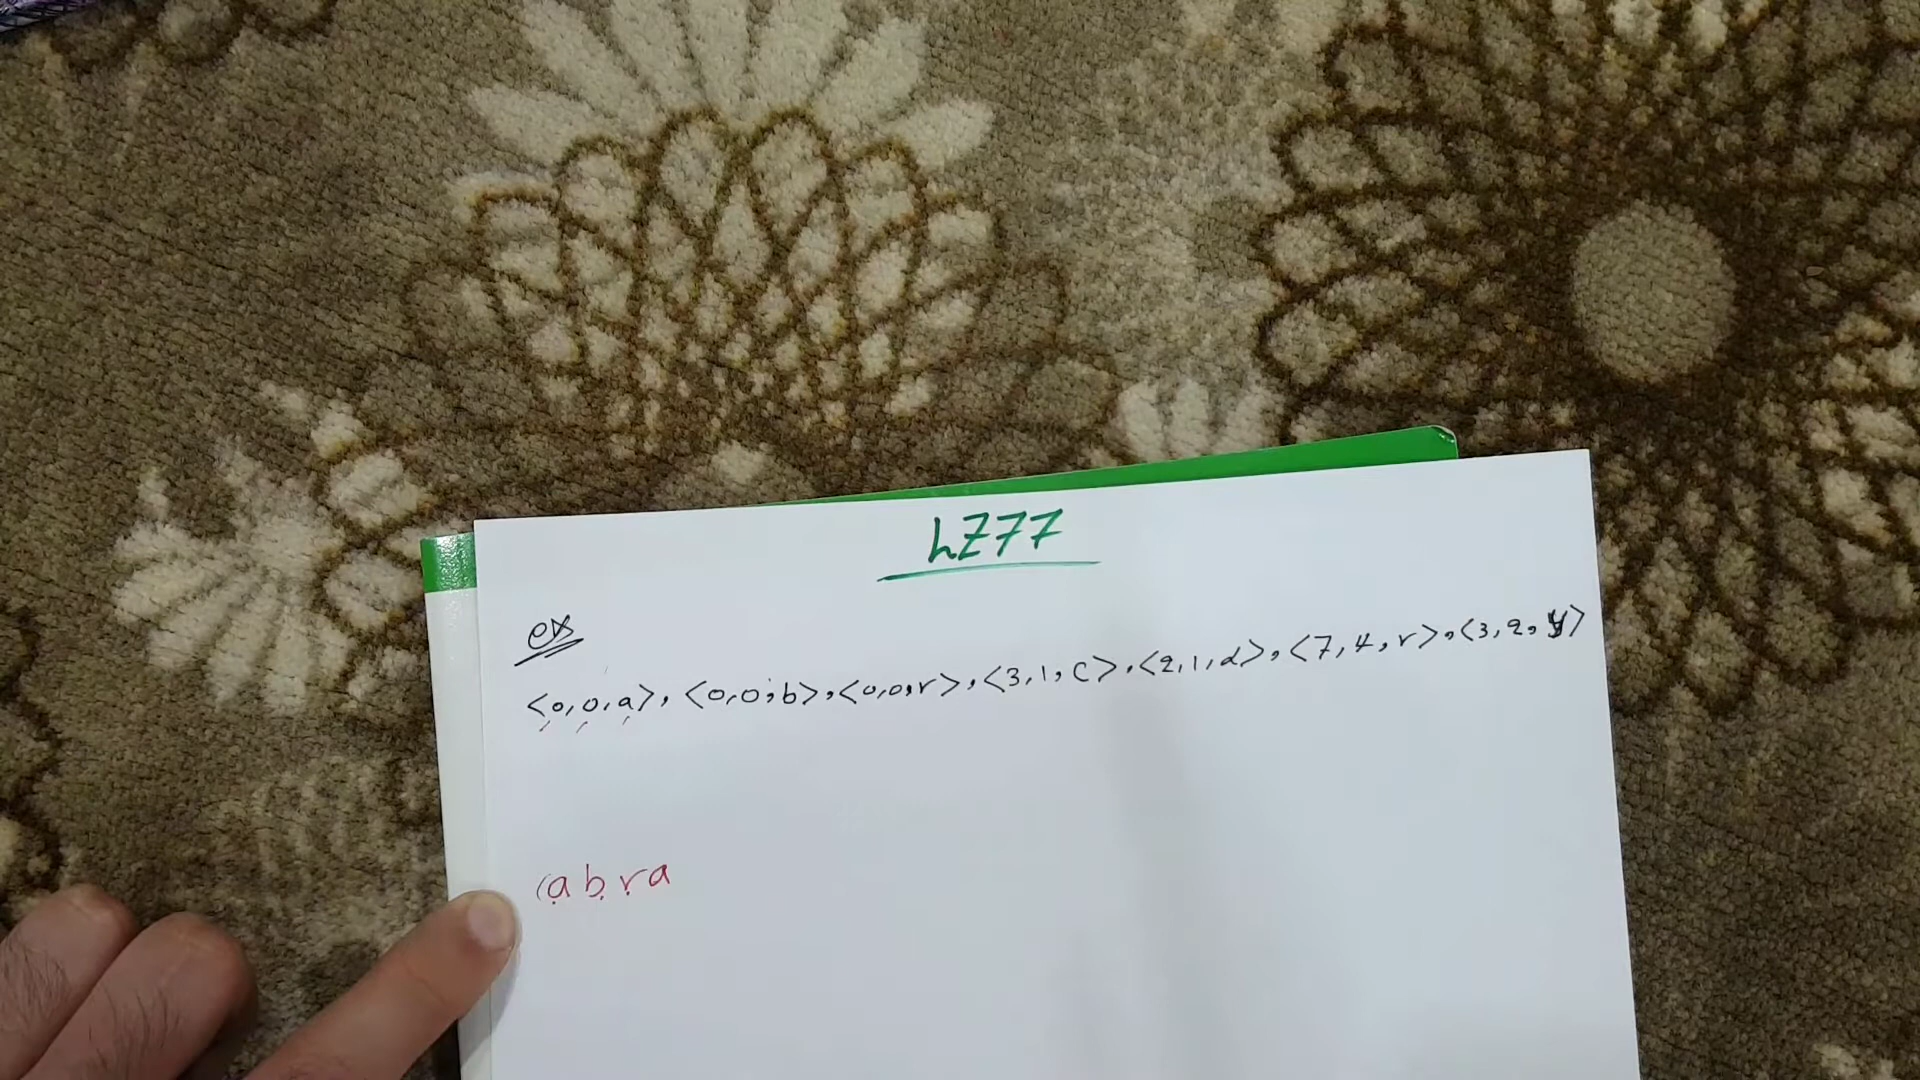 LZ77
ex
<0,0,a>, <0,0,b>, <0,0,r>, <3,1,c>, <2,1,d>, <7,4,r>, <3,2,y>
abra